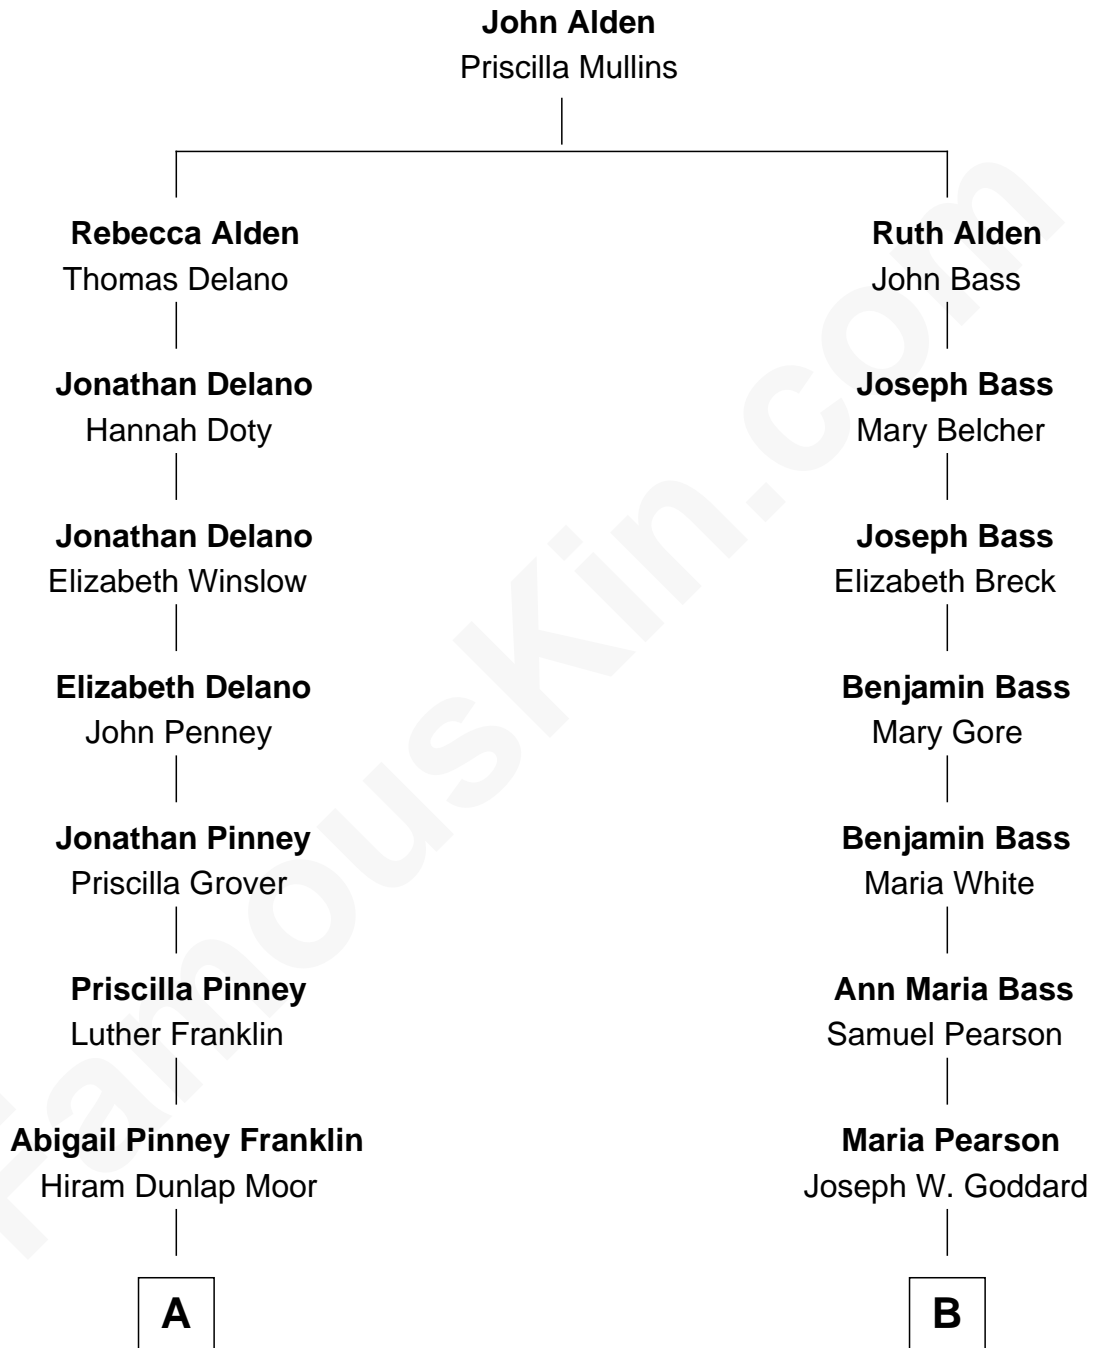 John Alden
Priscilla Mullins
Rebecca Alden
Thomas Delano
Ruth Alden
John Bass
Jonathan Delano
Hannah Doty
Joseph Bass
Mary Belcher
Jonathan Delano
Elizabeth Winslow
Joseph Bass
Elizabeth Breck
Elizabeth Delano
John Penney
Benjamin Bass
Mary Gore
Jonathan Pinney
Priscilla Grover
Benjamin Bass
Maria White
Priscilla Pinney
Luther Franklin
Ann Maria Bass
Samuel Pearson
Abigail Pinney Franklin
Hiram Dunlap Moor
Maria Pearson
Joseph W. Goddard
A
B
FamousKin.com